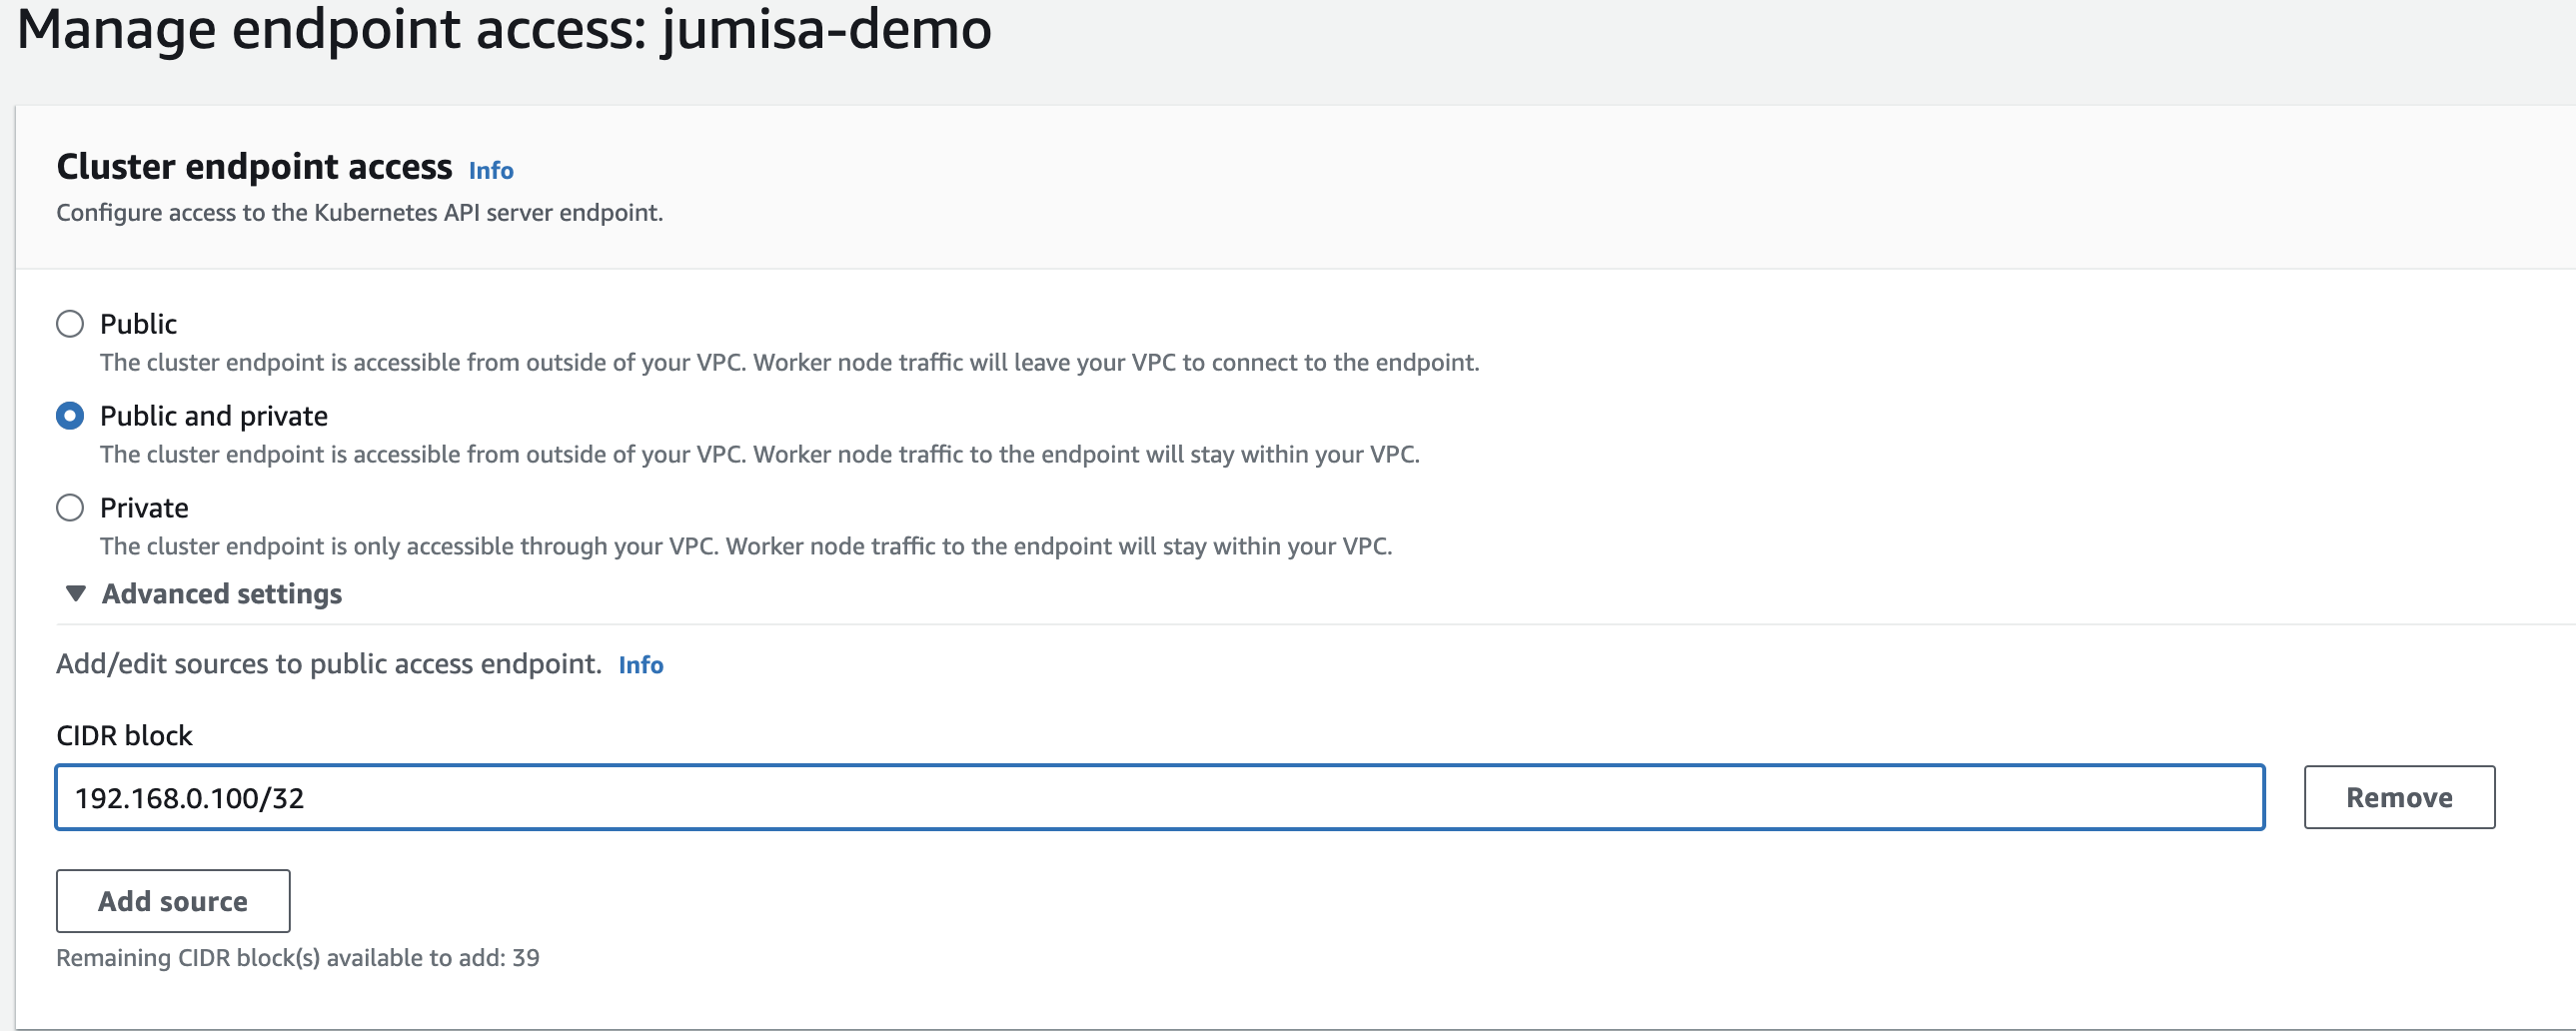 Manage endpoint access: jumisa-demo
Cluster endpoint access Info
Configure access to the Kubernetes API server endpoint.
Public
The cluster endpoint is accessible from outside of your VPC. Worker node traffic will leave your VPC to connect to the endpoint.
Public and private
The cluster endpoint is accessible from outside of your VPC. Worker node traffic to the endpoint will stay within your VPC.
Private
The cluster endpoint is only accessible through your VPC. Worker node traffic to the endpoint will stay within your VPC.
Advanced settings
Add/edit sources to public access endpoint. Info
CIDR block
192.168.0.100/32 Remove
Add source
Remaining CIDR block(s) available to add: 39